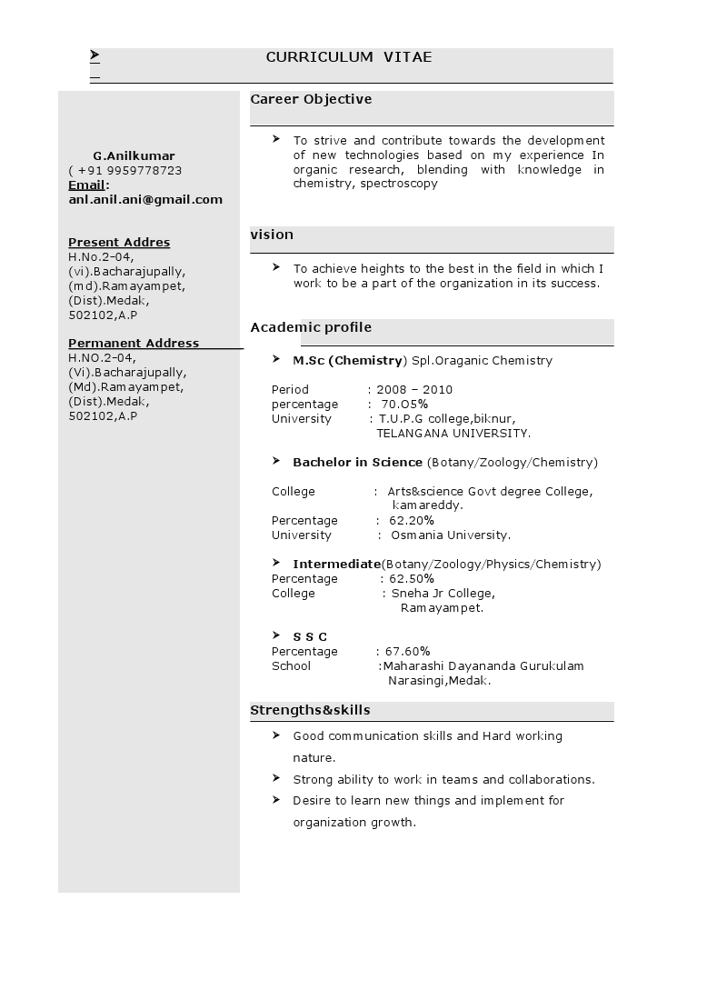 CURRICULUM VITAE
G.Anilkumar
( +91 9959778723
Email:
anl.anil.ani@gmail.com
Present Addres
H.No.2-04,
(vi).Bacharajupally,
(md).Ramayampet,
(Dist).Medak,
502102,A.P
Permanent Address
H.NO.2-04,
(Vi).Bacharajupally,
(Md).Ramayampet,
(Dist).Medak,
502102,A.P
Career Objective
➢ To strive and contribute towards the development
of new technologies based on my experience In
organic research, blending with knowledge in
chemistry, spectroscopy
vision
➢ To achieve heights to the best in the field in which I
work to be a part of the organization in its success.
Academic profile
➢ M.Sc (Chemistry) Spl.Oraganic Chemistry
Period : 2008 – 2010
percentage : 70.O5%
University : T.U.P.G college,biknur,
TELANGANA UNIVERSITY.
➢ Bachelor in Science (Botany/Zoology/Chemistry)
College : Arts&science Govt degree College,
kamareddy.
Percentage : 62.20%
University : Osmania University.
➢ Intermediate(Botany/Zoology/Physics/Chemistry)
Percentage : 62.50%
College : Sneha Jr College,
Ramayampet.
➢ S S C
Percentage : 67.60%
School :Maharashi Dayananda Gurukulam
Narasingi,Medak.
Strengths&skills
➢ Good communication skills and Hard working
nature.
➢ Strong ability to work in teams and collaborations.
➢ Desire to learn new things and implement for
organization growth.